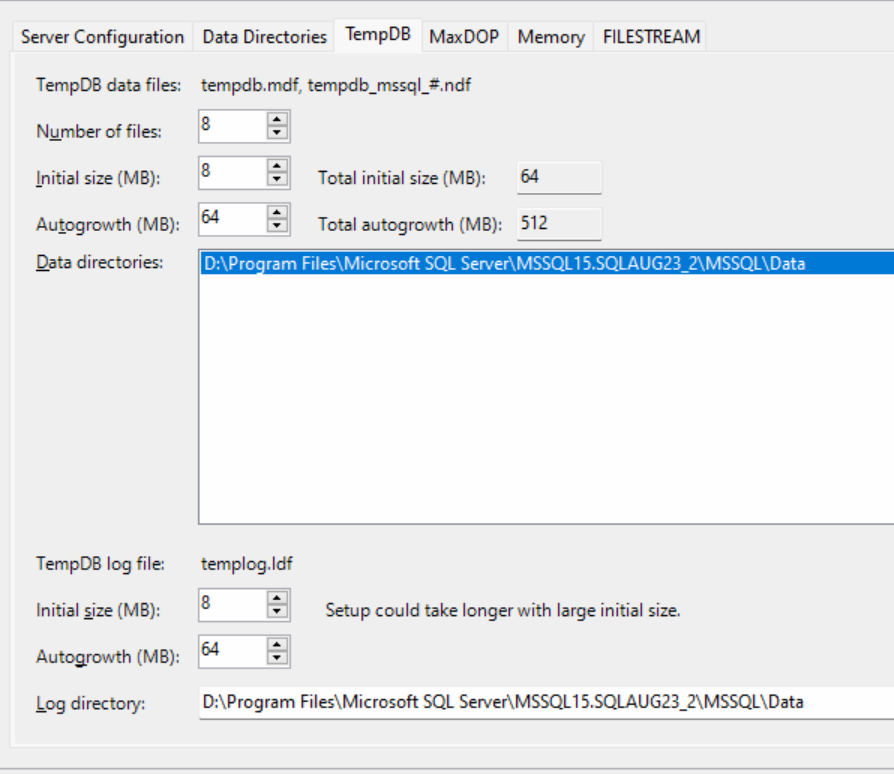 Server Configuration Data Directories TempDB MaxDOP Memory FILESTREAM
TempDB data files: tempdb.mdf, tempdb_mssql_#.ndf
Number of files: 8
Initial size (MB): 8 Total initial size (MB): 64
Autogrowth (MB): 64 Total autogrowth (MB): 512
Data directories: D:\Program Files\Microsoft SQL Server\MSSQL15.SQLAUG23_2\MSSQL\Data
TempDB log file: templog.ldf
Initial size (MB): 8 Setup could take longer with large initial size.
Autogrowth (MB): 64
Log directory: D:\Program Files\Microsoft SQL Server\MSSQL15.SQLAUG23_2\MSSQL\Data